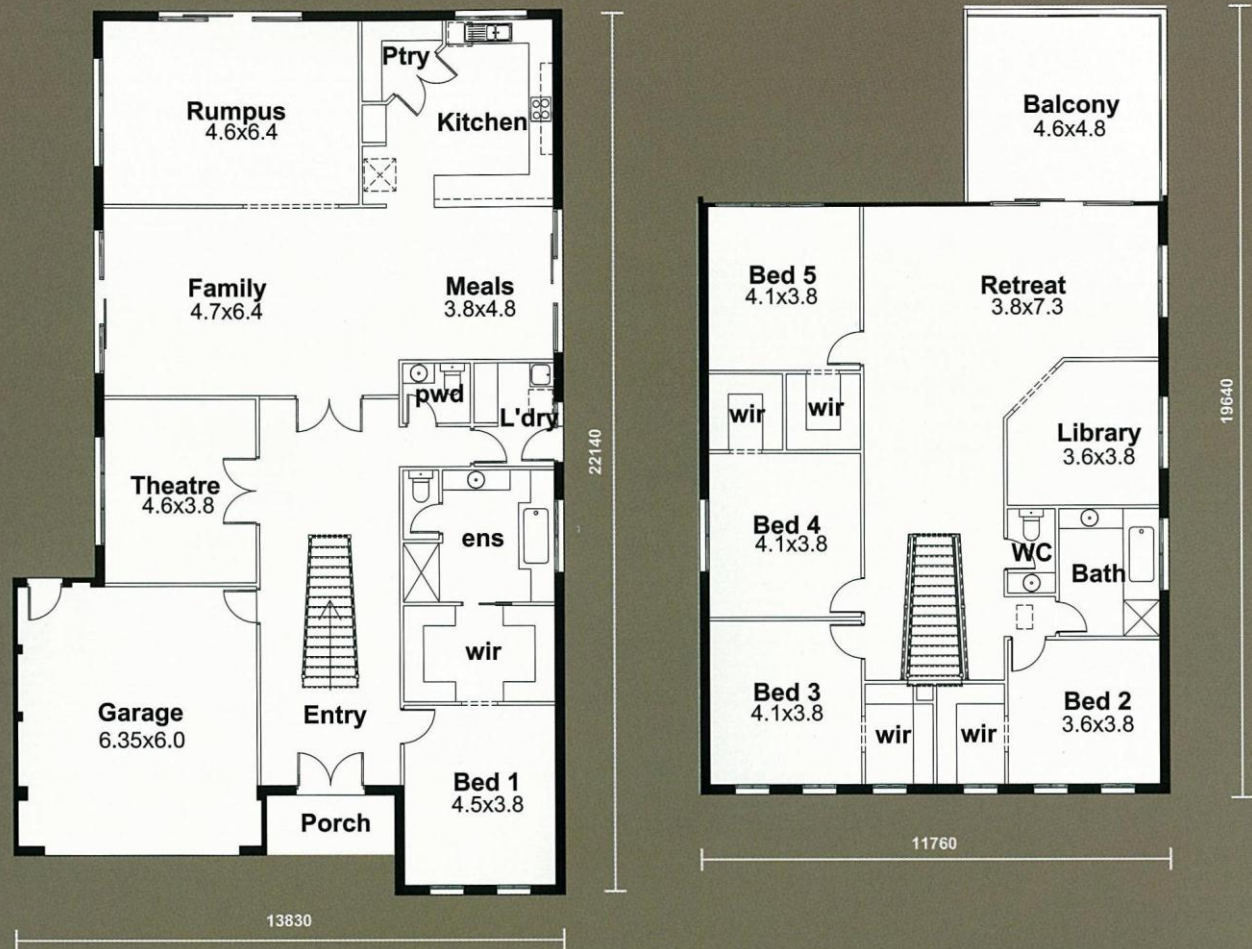 Rumpus
4.6x6.4
Ptry
Kitchen
Family
4.7x6.4
Meals
3.8x4.8
pwd
L'dry
Theatre
4.6x3.8
ens
wir
Garage
6.35x6.0
Entry
Bed 1
4.5x3.8
Porch
22140
13830
Balcony
4.6x4.8
Bed 5
4.1x3.8
Retreat
3.8x7.3
wir
wir
Library
3.6x3.8
Bed 4
4.1x3.8
WC
Bath
Bed 3
4.1x3.8
Bed 2
3.6x3.8
wir
wir
19640
11760